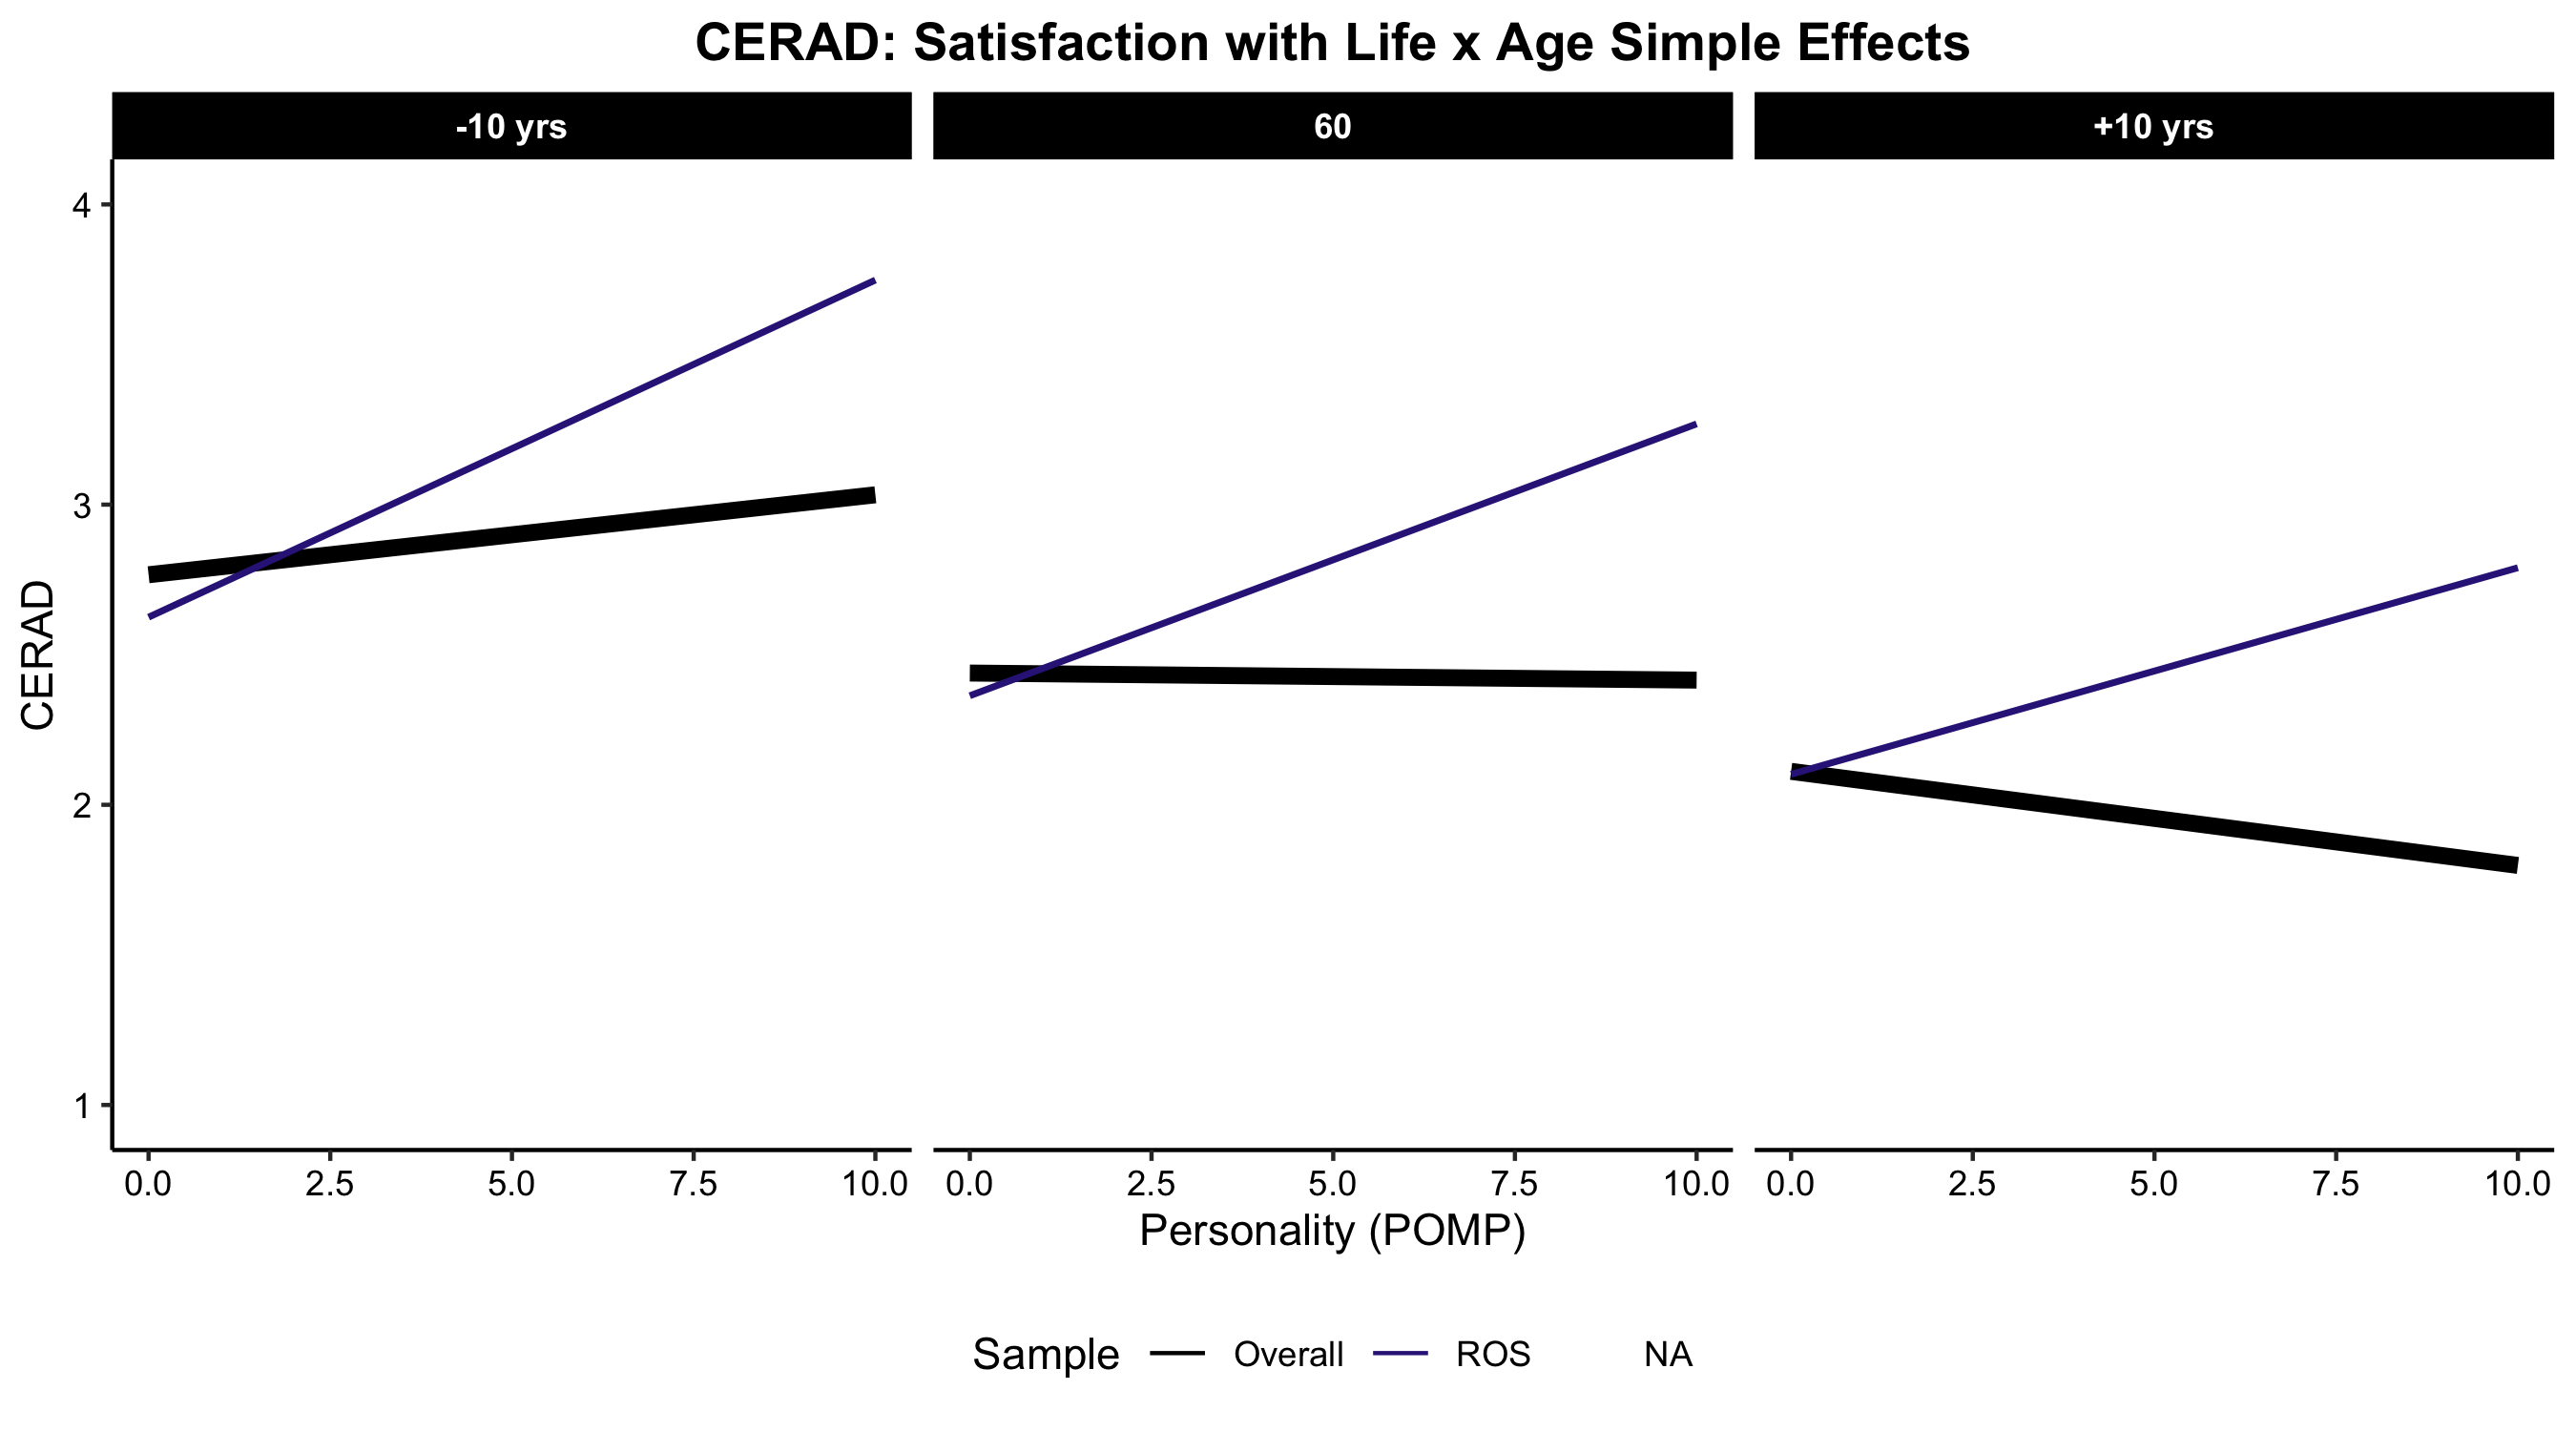 CERAD: Satisfaction with Life x Age Simple Effects
-10 yrs 60 +10 yrs
4
3
2
1
CERAD
0.0 2.5 5.0 7.5 10.0 0.0 2.5 5.0 7.5 10.0 0.0 2.5 5.0 7.5 10.0
Personality (POMP)
Sample Overall ROS NA